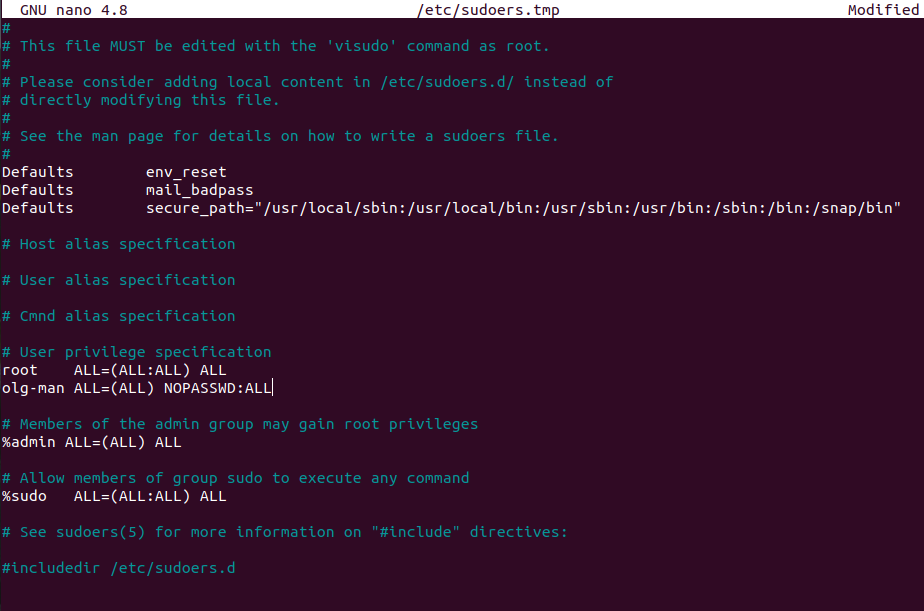 GNU nano 4.8 /etc/sudoers.tmp Modified
#
# This file MUST be edited with the 'visudo' command as root.
#
# Please consider adding local content in /etc/sudoers.d/ instead of
# directly modifying this file.
#
# See the man page for details on how to write a sudoers file.
#
Defaults        env_reset
Defaults        mail_badpass
Defaults        secure_path="/usr/local/sbin:/usr/local/bin:/usr/sbin:/usr/bin:/sbin:/bin:/snap/bin"
# Host alias specification
# User alias specification
# Cmnd alias specification
# User privilege specification
root    ALL=(ALL:ALL) ALL
olg-man ALL=(ALL) NOPASSWD:ALL
# Members of the admin group may gain root privileges
%admin ALL=(ALL) ALL
# Allow members of group sudo to execute any command
%sudo   ALL=(ALL:ALL) ALL
# See sudoers(5) for more information on "#include" directives:
#includedir /etc/sudoers.d